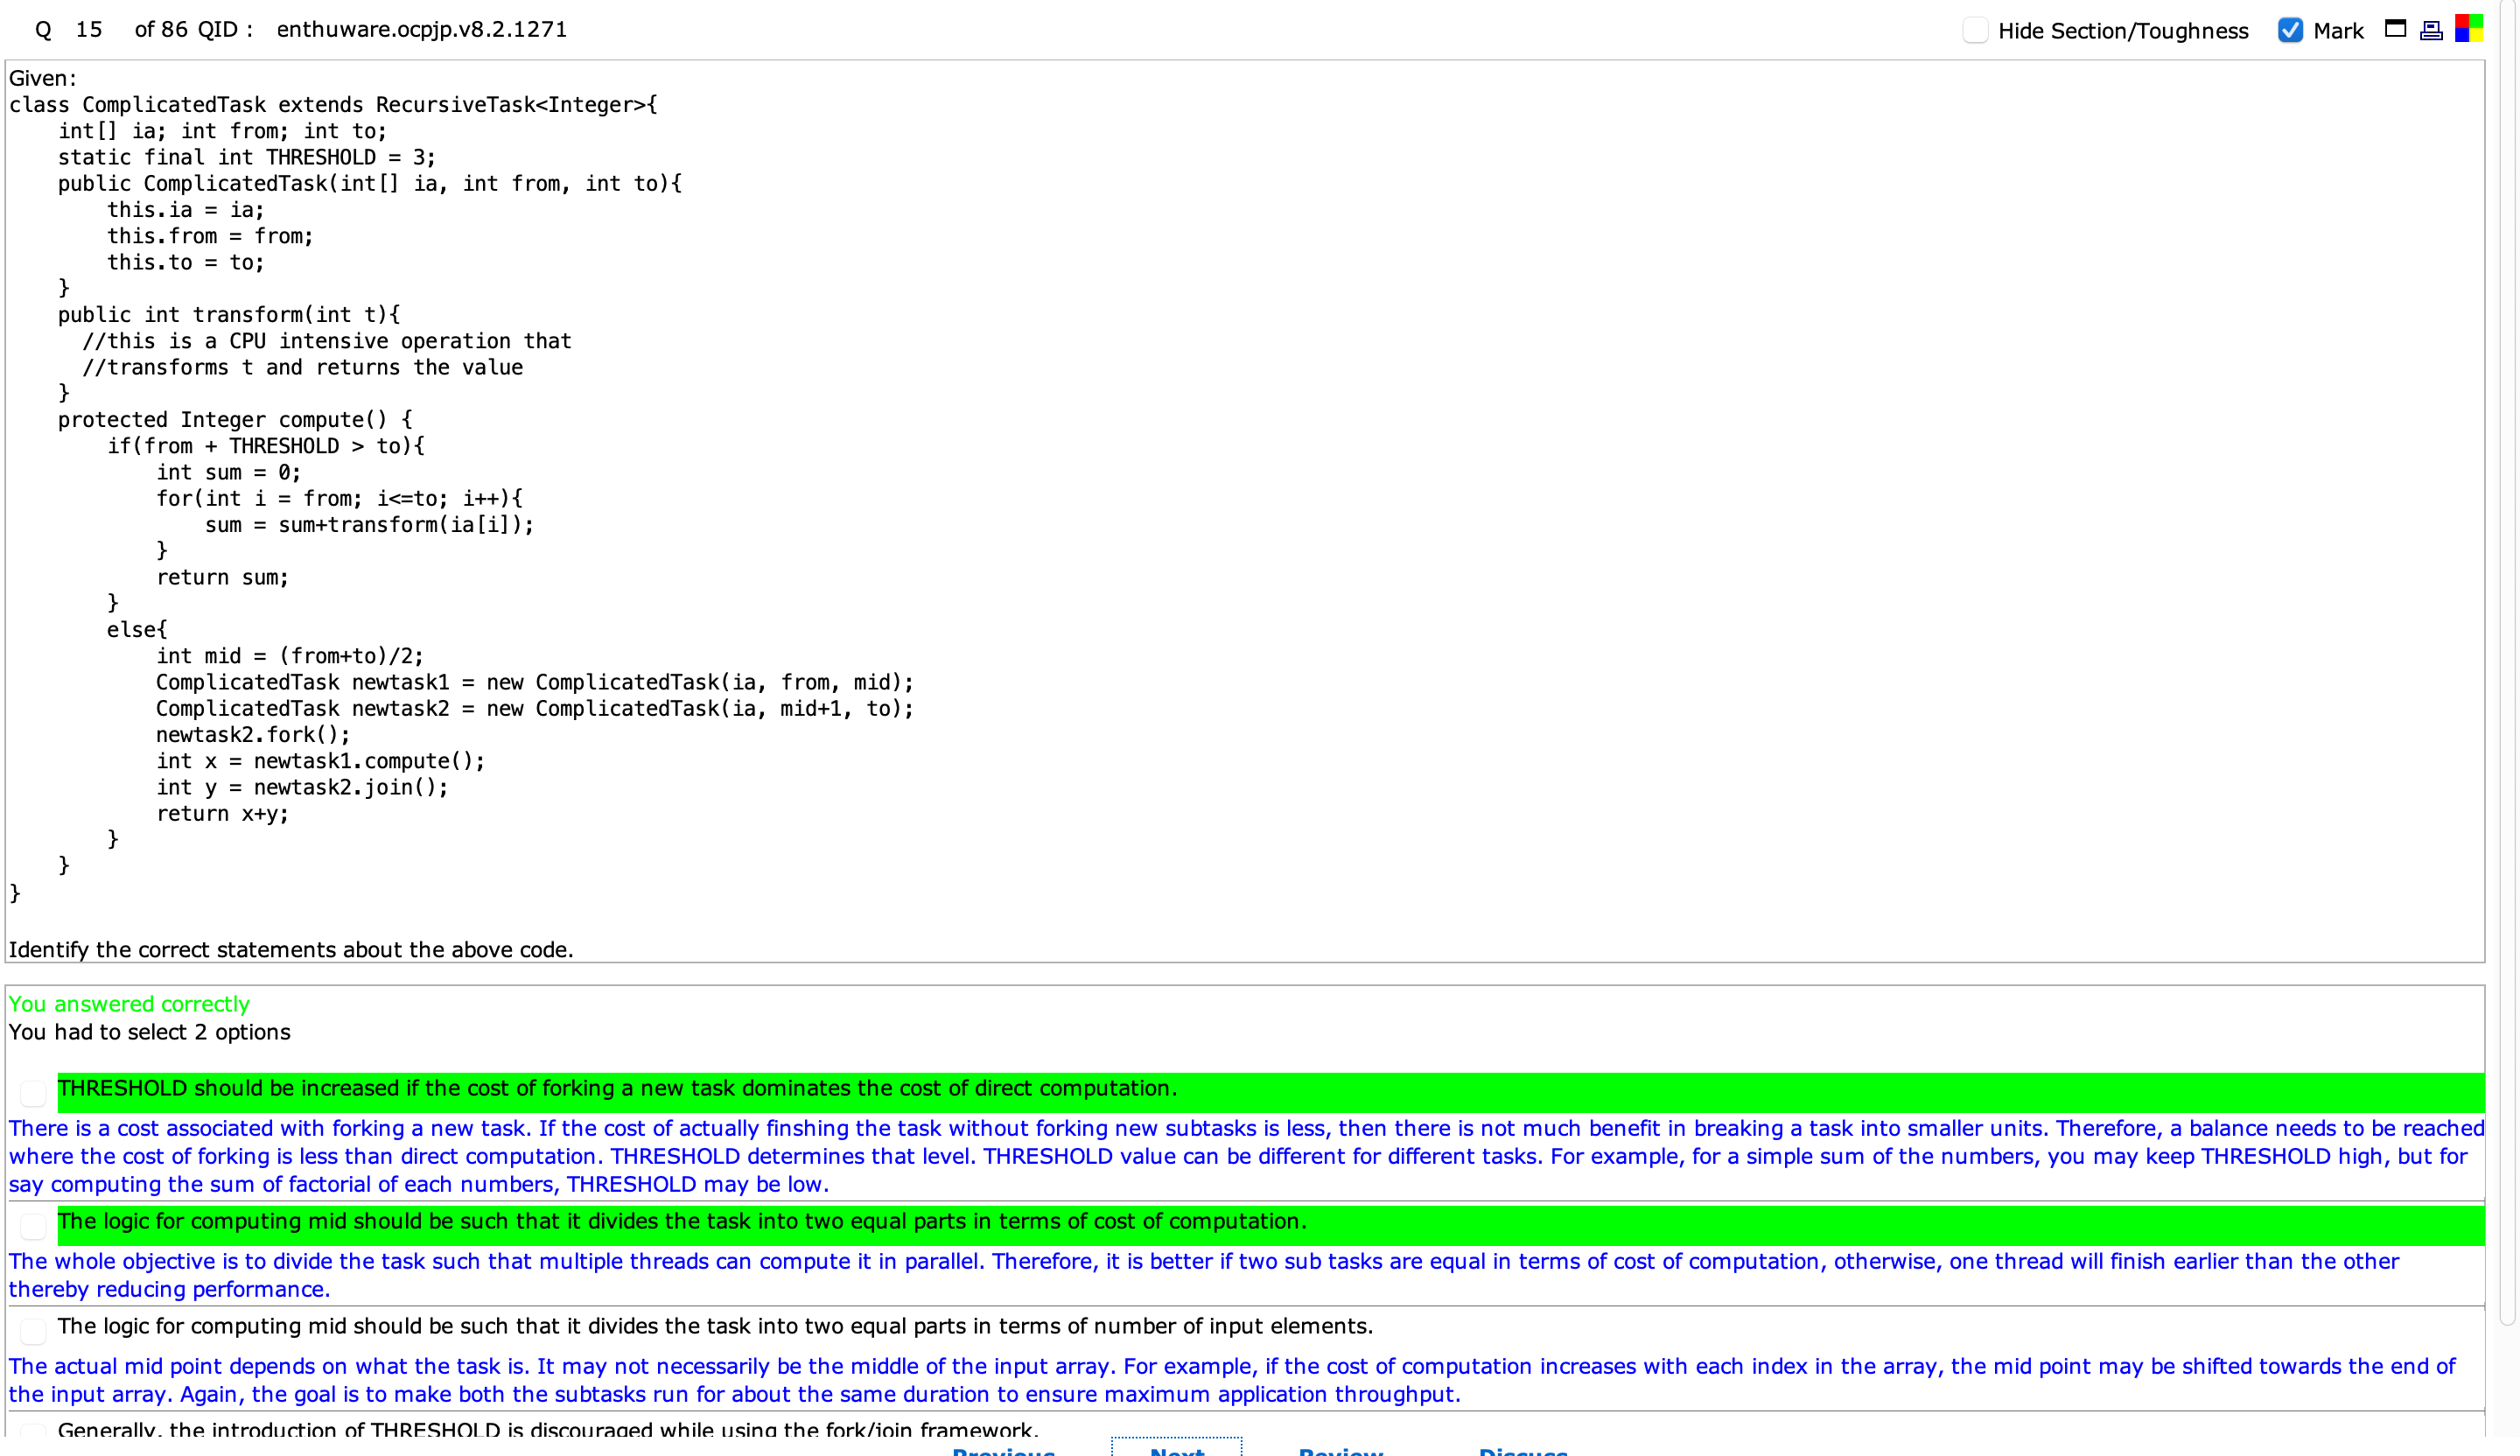 Q 15 of 86 QID : enthuware.ocpjp.v8.2.1271 Hide Section/Toughness Mark
Given:
class ComplicatedTask extends RecursiveTask<Integer>{
    int[] ia; int from; int to;
    static final int THRESHOLD = 3;
    public ComplicatedTask(int[] ia, int from, int to){
        this.ia = ia;
        this.from = from;
        this.to = to;
    }
    public int transform(int t){
      //this is a CPU intensive operation that
      //transforms t and returns the value
    }
    protected Integer compute() {
        if(from + THRESHOLD > to){
            int sum = 0;
            for(int i = from; i<=to; i++){
                sum = sum+transform(ia[i]);
            }
            return sum;
        }
        else{
            int mid = (from+to)/2;
            ComplicatedTask newtask1 = new ComplicatedTask(ia, from, mid);
            ComplicatedTask newtask2 = new ComplicatedTask(ia, mid+1, to);
            newtask2.fork();
            int x = newtask1.compute();
            int y = newtask2.join();
            return x+y;
        }
    }
}
Identify the correct statements about the above code.
You answered correctly
You had to select 2 options
THRESHOLD should be increased if the cost of forking a new task dominates the cost of direct computation.
There is a cost associated with forking a new task. If the cost of actually finshing the task without forking new subtasks is less, then there is not much benefit in breaking a task into smaller units. Therefore, a balance needs to be reached
where the cost of forking is less than direct computation. THRESHOLD determines that level. THRESHOLD value can be different for different tasks. For example, for a simple sum of the numbers, you may keep THRESHOLD high, but for
say computing the sum of factorial of each numbers, THRESHOLD may be low.
The logic for computing mid should be such that it divides the task into two equal parts in terms of cost of computation.
The whole objective is to divide the task such that multiple threads can compute it in parallel. Therefore, it is better if two sub tasks are equal in terms of cost of computation, otherwise, one thread will finish earlier than the other
thereby reducing performance.
The logic for computing mid should be such that it divides the task into two equal parts in terms of number of input elements.
The actual mid point depends on what the task is. It may not necessarily be the middle of the input array. For example, if the cost of computation increases with each index in the array, the mid point may be shifted towards the end of
the input array. Again, the goal is to make both the subtasks run for about the same duration to ensure maximum application throughput.
Generally, the introduction of THRESHOLD is discouraged while using the fork/join framework.
Previous Next Review Discuss